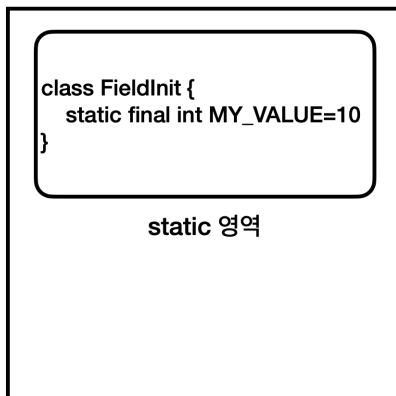 class FieldInit {
static final int MY_VALUE=10
}
static 영역